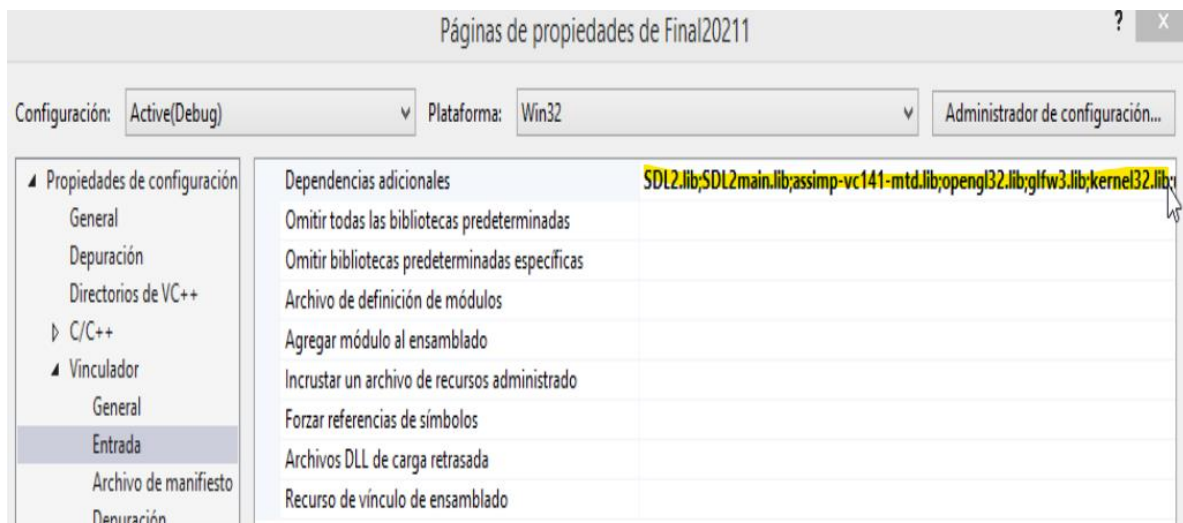 Páginas de propiedades de Final20211
? X
Configuración: Active(Debug) Plataforma: Win32 Administrador de configuración...
Propiedades de configuración
General
Depuración
Directorios de VC++
C/C++
Vinculador
General
Entrada
Archivo de manifiesto
Depuración
Dependencias adicionales SDL2.lib;SDL2main.lib;assimp-vc141-mtd.lib;opengl32.lib;glfw3.lib;kernel32.lib;
Omitir todas las bibliotecas predeterminadas
Omitir bibliotecas predeterminadas específicas
Archivo de definición de módulos
Agregar módulo al ensamblado
Incrustar un archivo de recursos administrado
Forzar referencias de símbolos
Archivos DLL de carga retrasada
Recurso de vínculo de ensamblado